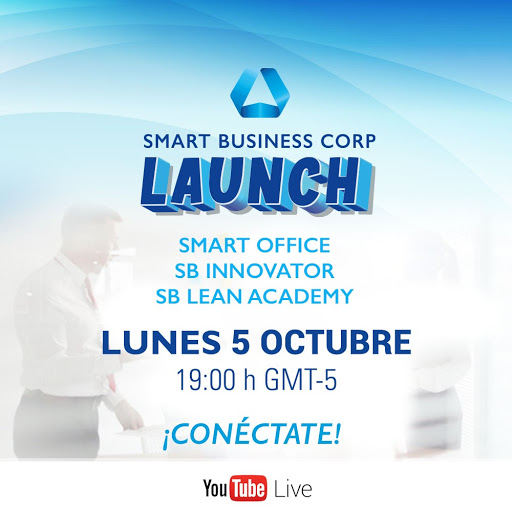 SMART BUSINESS CORP
LAUNCH
SMART OFFICE
SB INNOVATOR
SB LEAN ACADEMY
LUNES 5 OCTUBRE
19:00 h GMT-5
¡CONÉCTATE!
YouTube Live